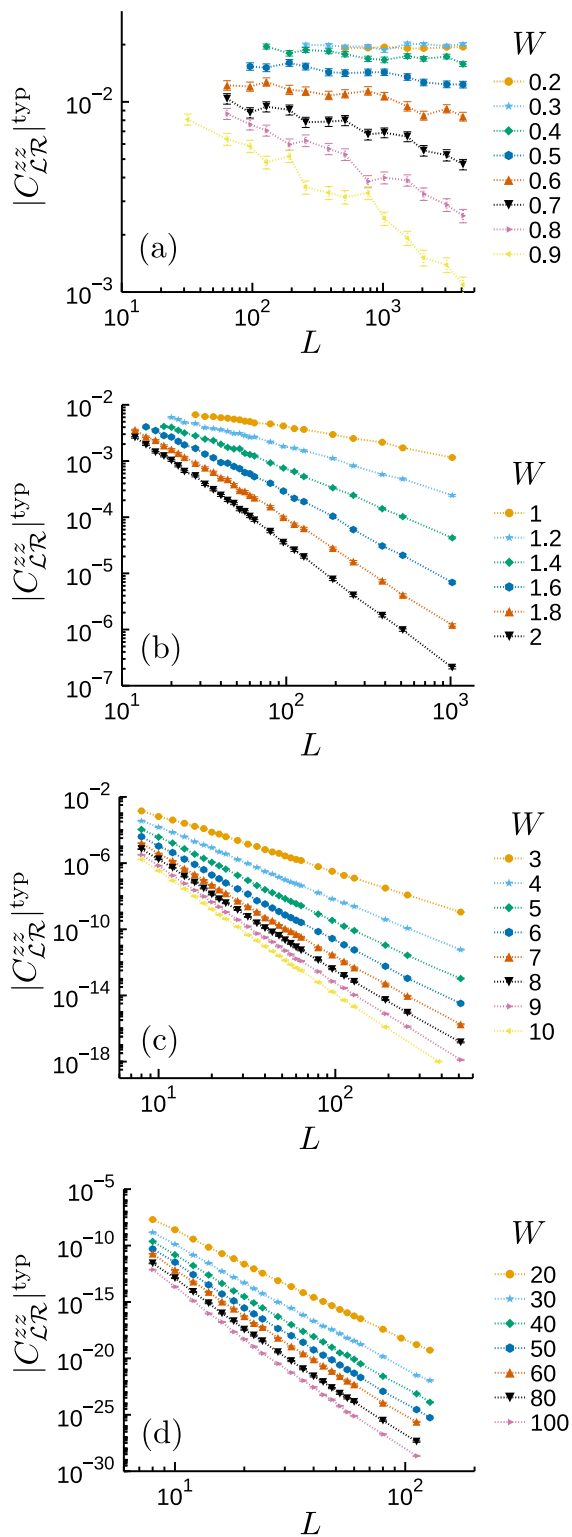 |C^{zz}_{\mathcal{LR}}|^{typ}
10^{-2}
10^{-3}
(a)
10^1 10^2 10^3
L
W
0.2
0.3
0.4
0.5
0.6
0.7
0.8
0.9
|C^{zz}_{\mathcal{LR}}|^{typ}
10^{-2}
10^{-3}
10^{-4}
10^{-5}
10^{-6}
10^{-7}
(b)
10^1 10^2 10^3
L
W
1
1.2
1.4
1.6
1.8
2
|C^{zz}_{\mathcal{LR}}|^{typ}
10^{-2}
10^{-6}
10^{-10}
10^{-14}
10^{-18}
(c)
10^1 10^2
L
W
3
4
5
6
7
8
9
10
|C^{zz}_{\mathcal{LR}}|^{typ}
10^{-5}
10^{-10}
10^{-15}
10^{-20}
10^{-25}
10^{-30}
(d)
10^1 10^2
L
W
20
30
40
50
60
80
100